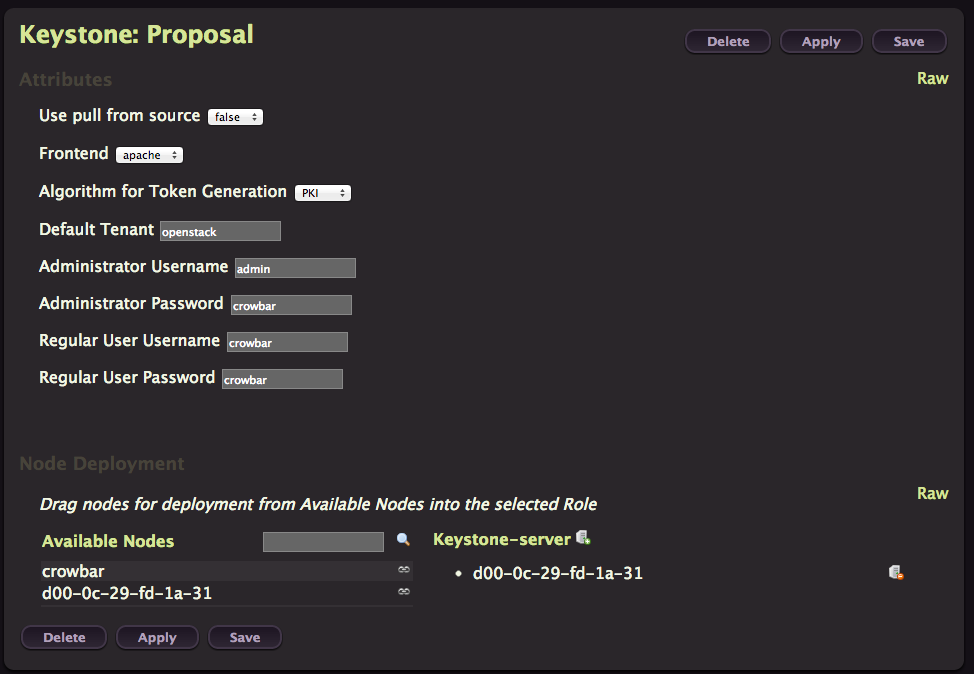 Keystone: Proposal
Delete Apply Save
Attributes Raw
Use pull from source false
Frontend apache
Algorithm for Token Generation PKI
Default Tenant openstack
Administrator Username admin
Administrator Password crowbar
Regular User Username crowbar
Regular User Password crowbar
Node Deployment
Raw
Drag nodes for deployment from Available Nodes into the selected Role
Available Nodes Keystone-server
crowbar
d00-0c-29-fd-1a-31
d00-0c-29-fd-1a-31
Delete Apply Save